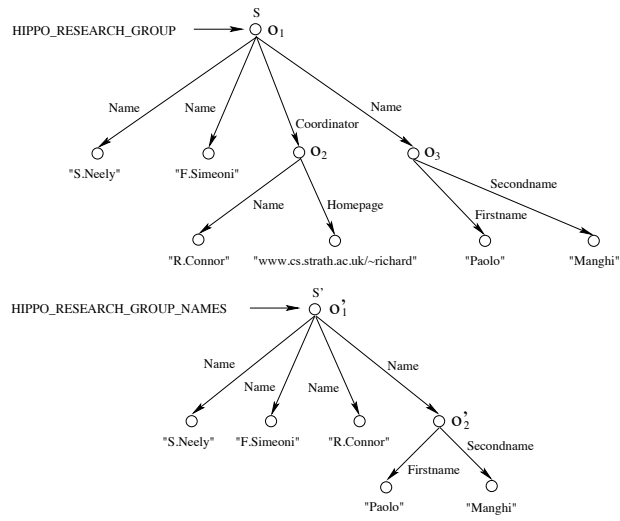 S
HIPPO_RESEARCH_GROUP O1
Name Name Name
Coordinator
"S.Neely" "F.Simeoni" O2 O3
Name Homepage Firstname Secondname
"R.Connor" "www.cs.strath.ac.uk/~richard" "Paolo" "Manghi"
S'
HIPPO_RESEARCH_GROUP_NAMES O'1
Name Name Name Name
"S.Neely" "F.Simeoni" "R.Connor" O'2
Firstname Secondname
"Paolo" "Manghi"